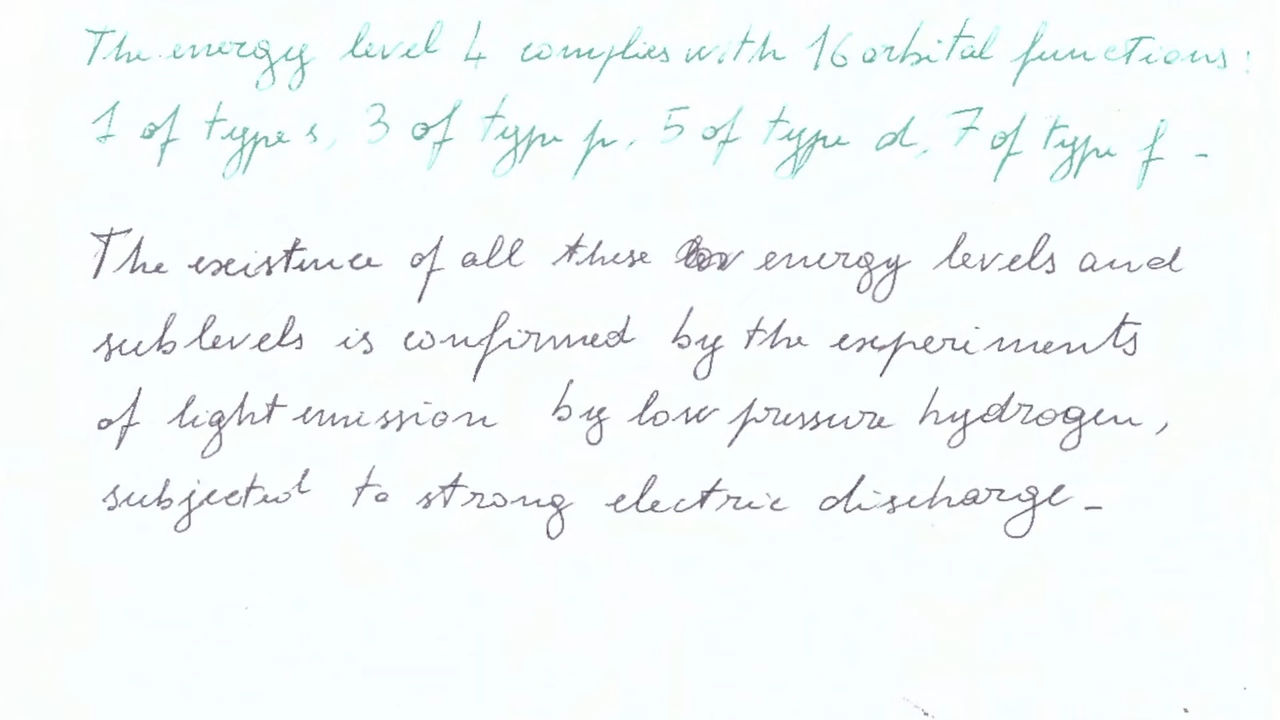 The energy level 4 complies with 16 orbital functions:
1 of type s, 3 of type p, 5 of type d, 7 of type f -
The existence of all these energy levels and
sublevels is confirmed by the experiments
of light emission by low pressure hydrogen,
subjected to strong electric discharge -